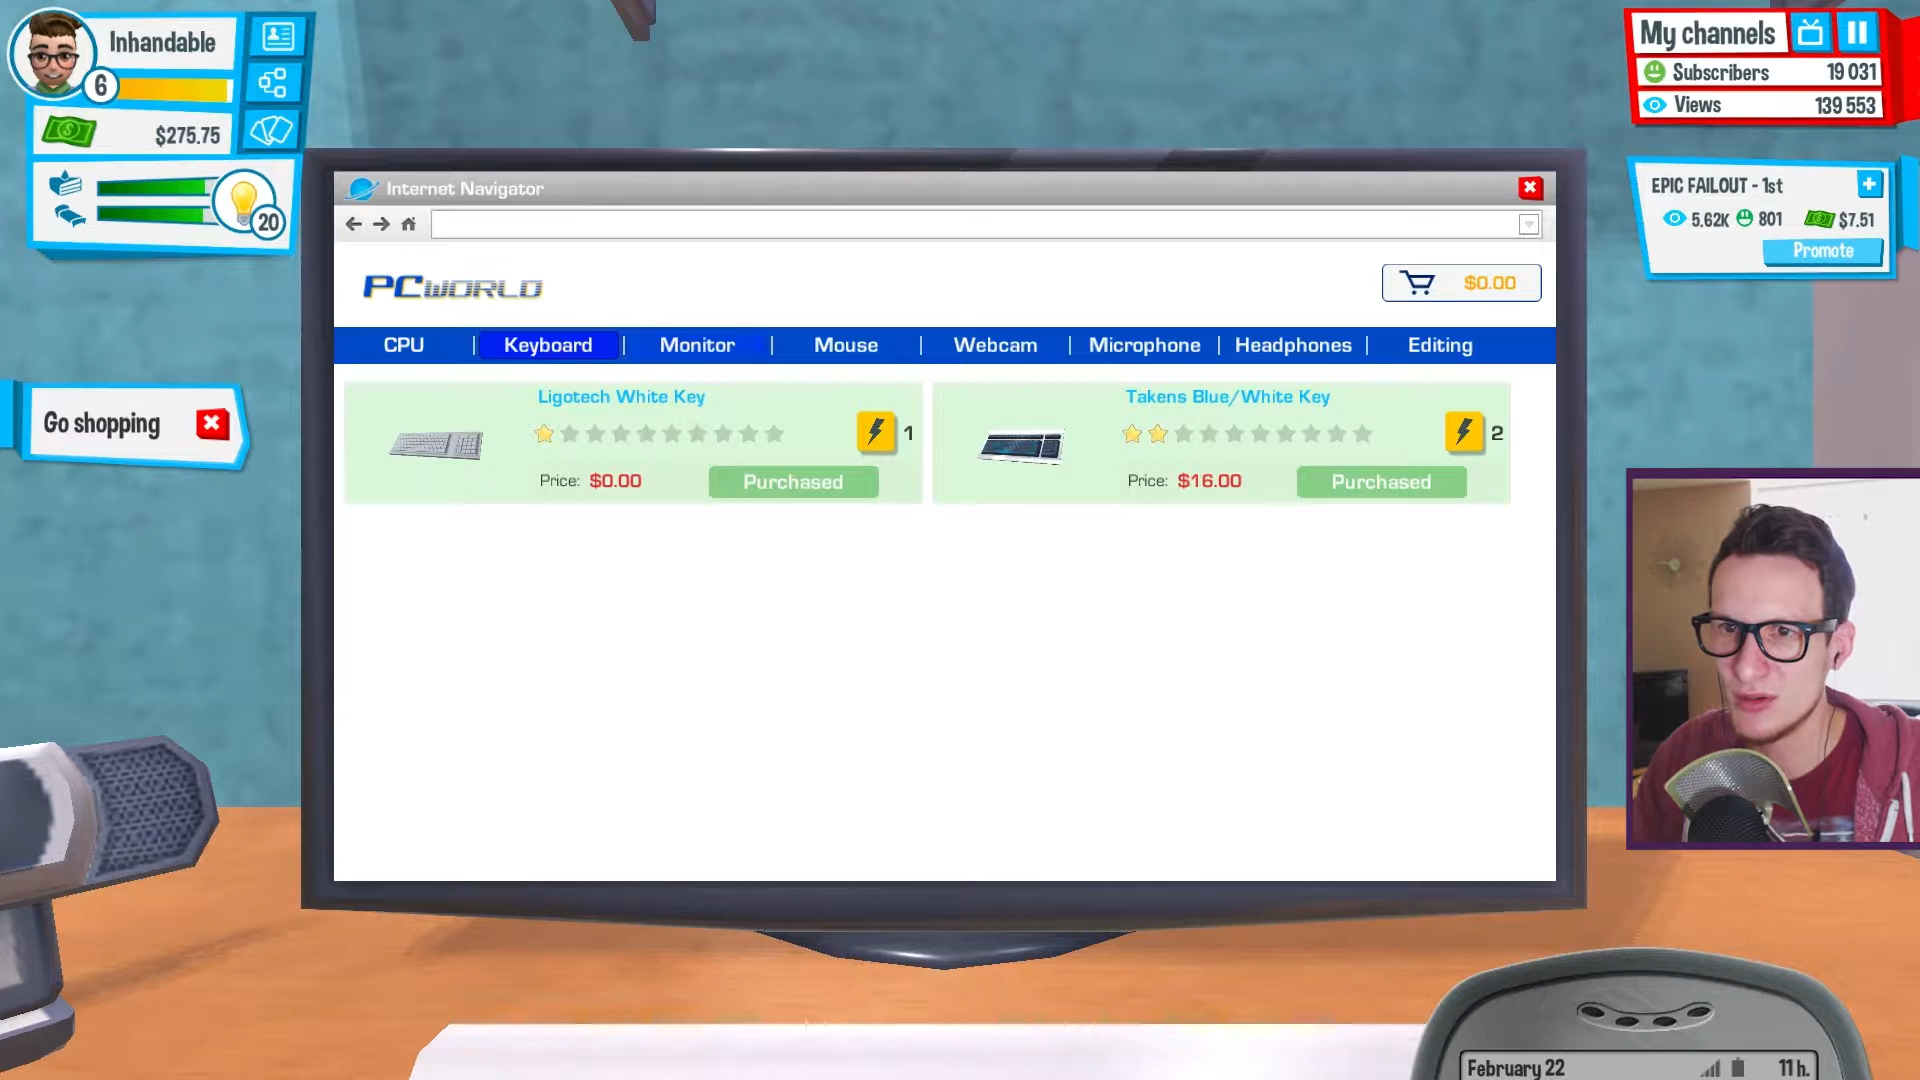 Inhandable
6
$275.75
20
My channels
Subscribers 19 031
Views 139 553
EPIC FAILOUT - 1st
5.62K 801 $7.51
Promote
Go shopping
Internet Navigator
PCWORLD
$0.00
CPU | Keyboard | Monitor | Mouse | Webcam | Microphone | Headphones | Editing
Ligotech White Key
1
Price: $0.00 Purchased
Takens Blue/White Key
2
Price: $16.00 Purchased
February 22 11 h.